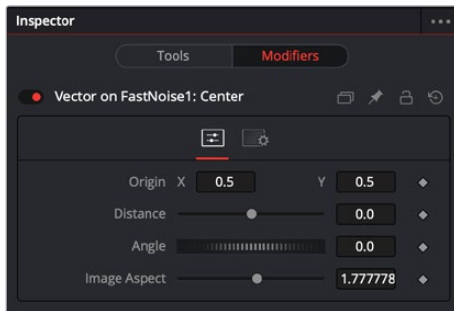 Inspector
Tools Modifiers
Vector on FastNoise1: Center
Origin X 0.5 Y 0.5
Distance 0.0
Angle 0.0
Image Aspect 1.777778